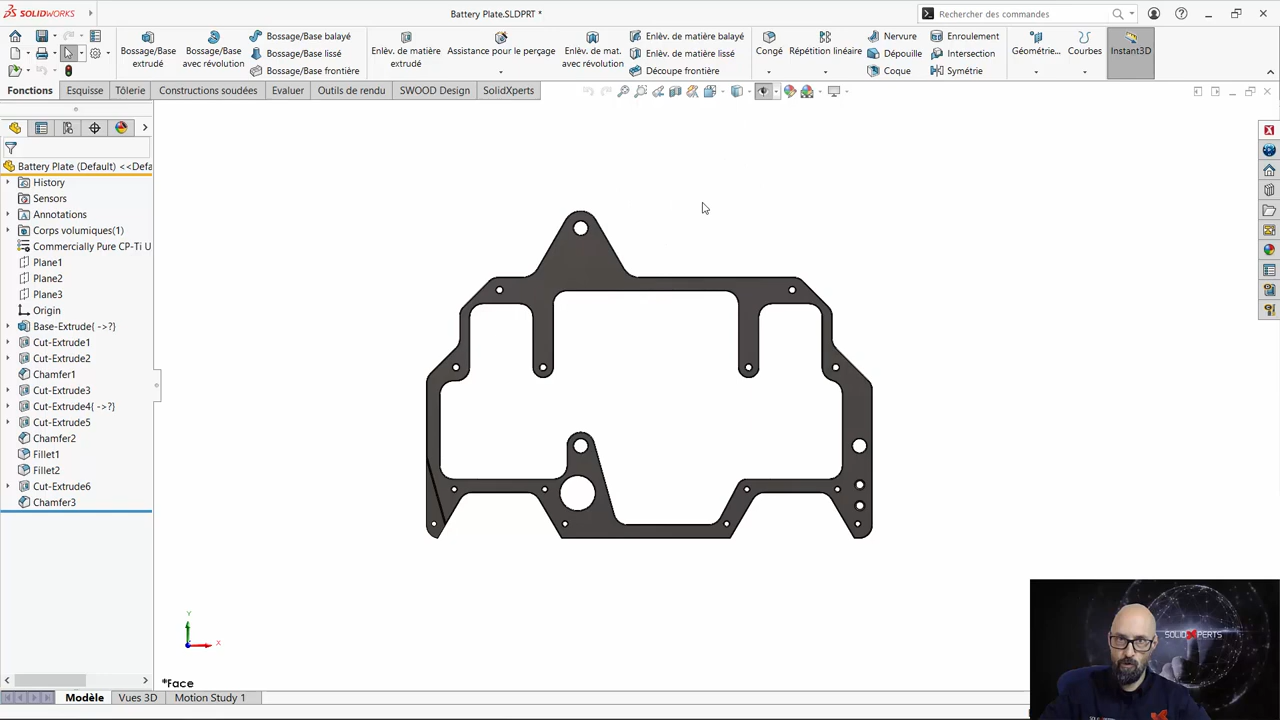 SOLIDWORKS
Battery Plate.SLDPRT *
Rechercher des commandes
Bossage/Base
extrudé
Bossage/Base
avec révolution
Bossage/Base balayé
Bossage/Base lissé
Bossage/Base frontière
Enlèv. de matière
extrudé
Assistance pour le perçage
Enlèv. de mat.
avec révolution
Enlèv. de matière balayé
Enlèv. de matière lissé
Découpe frontière
Congé
Répétition linéaire
Nervure
Dépouille
Coque
Enroulement
Intersection
Symétrie
Géométrie...
Courbes
Instant3D
Fonctions
Esquisse
Tôlerie
Constructions soudées
Evaluer
Outils de rendu
SWOOD Design
SolidXperts
Battery Plate (Default) <<Defa
History
Sensors
Annotations
Corps volumiques(1)
Commercially Pure CP-Ti U
Plane1
Plane2
Plane3
Origin
Base-Extrude{ ->?}
Cut-Extrude1
Cut-Extrude2
Chamfer1
Cut-Extrude3
Cut-Extrude4{ ->?}
Cut-Extrude5
Chamfer2
Fillet1
Fillet2
Cut-Extrude6
Chamfer3
Y
X
*Face
SOLIDXPERTS
Modèle
Vues 3D
Motion Study 1